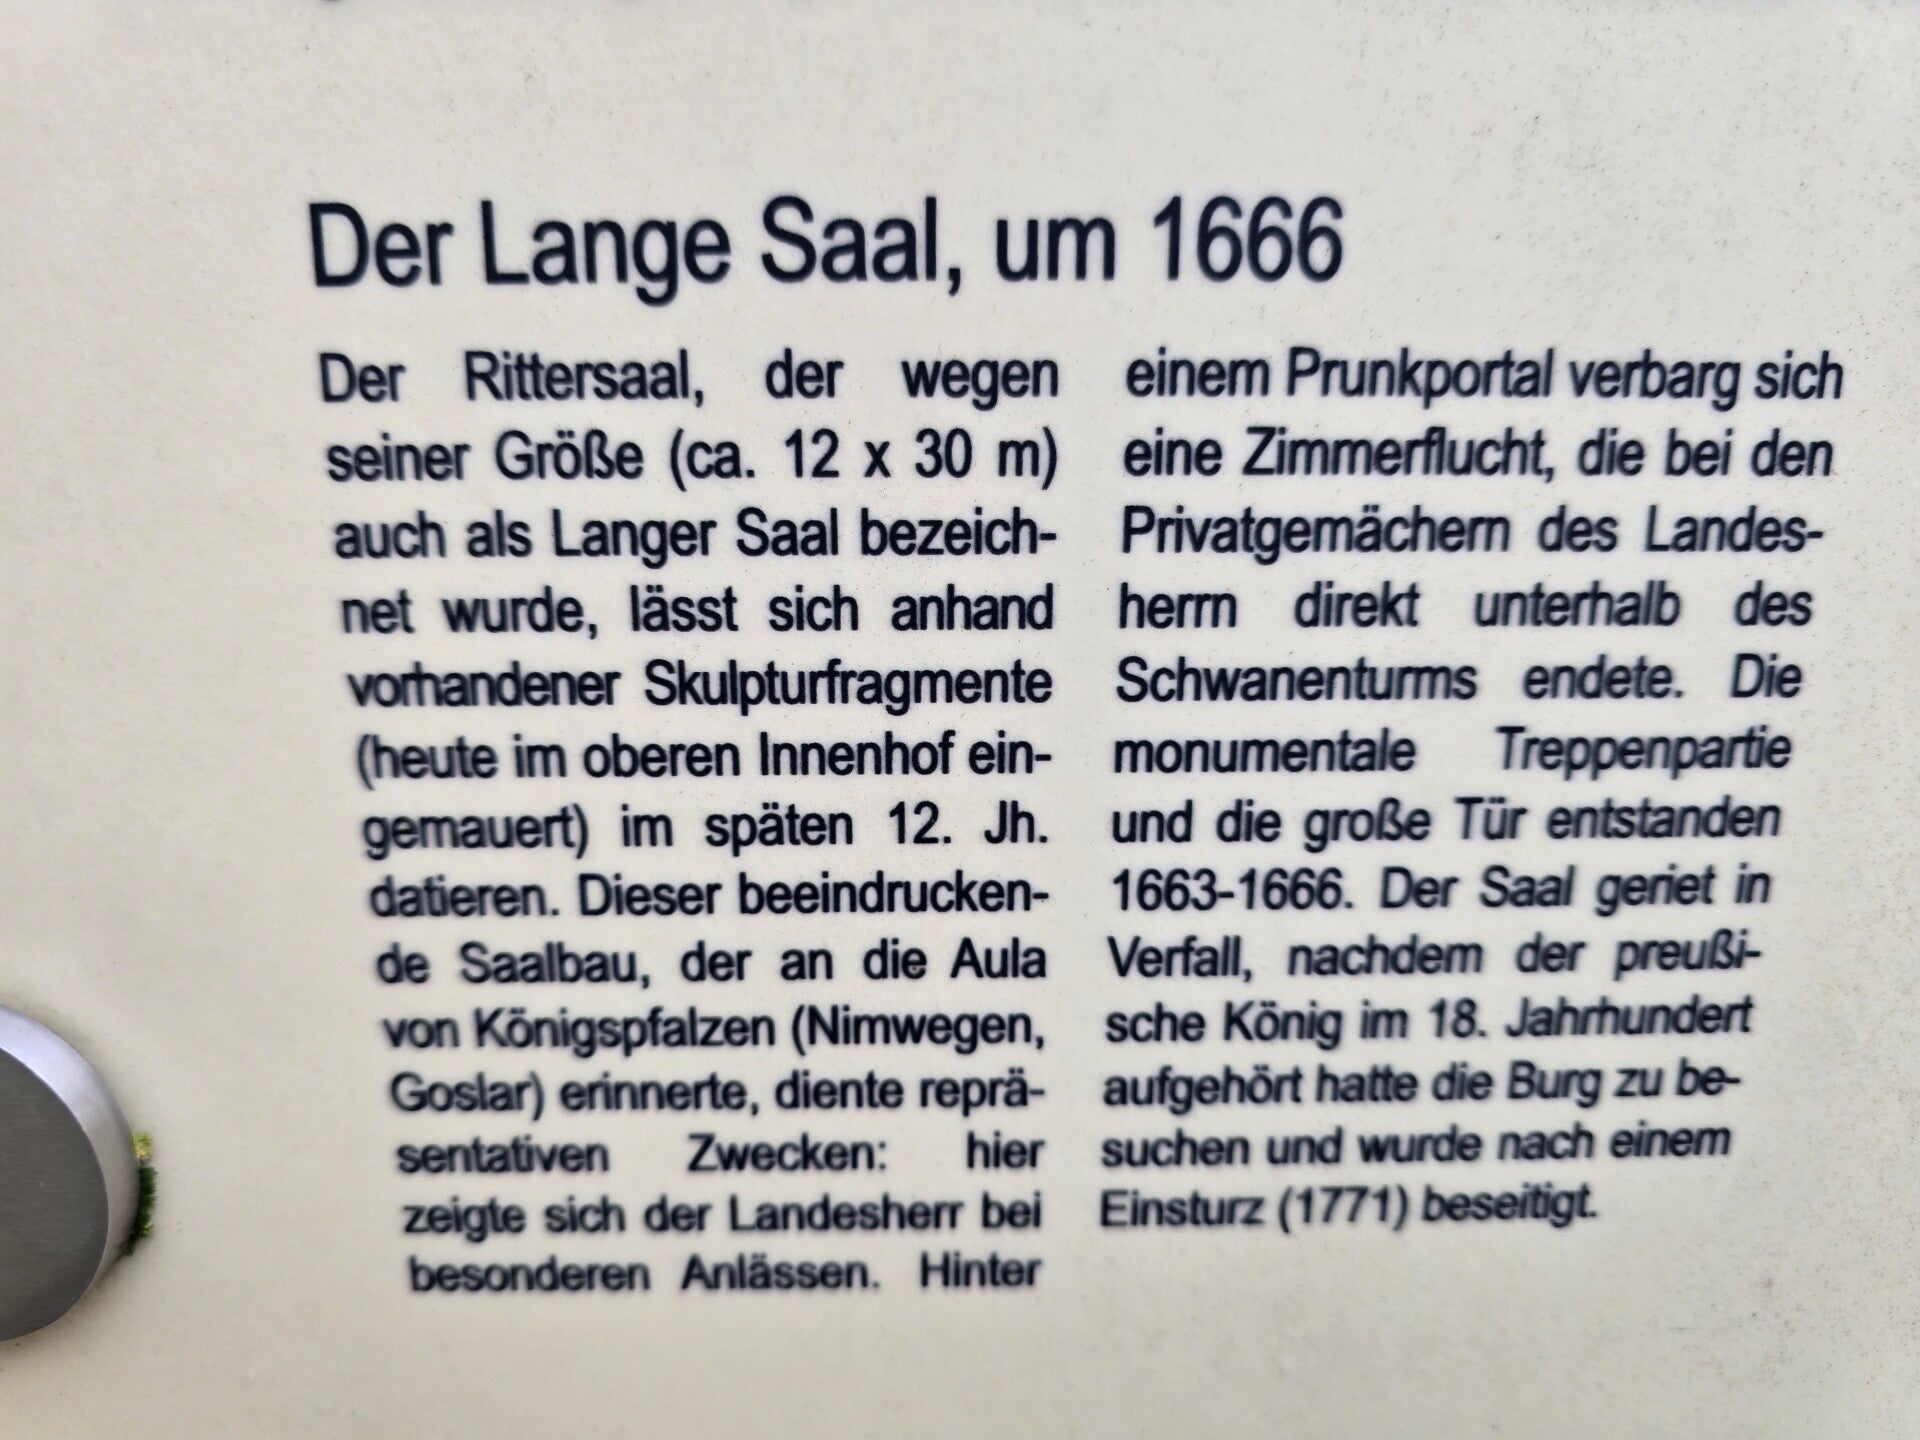 Der Lange Saal, um 1666
Der Rittersaal, der wegen
seiner Größe (ca. 12 x 30 m)
auch als Langer Saal bezeich-
net wurde, lässt sich anhand
vorhandener Skulpturfragmente
(heute im oberen Innenhof ein-
gemauert) im späten 12. Jh.
datieren. Dieser beeindrucken-
de Saalbau, der an die Aula
von Königspfalzen (Nimwegen,
Goslar) erinnerte, diente reprä-
sentativen Zwecken: hier
zeigte sich der Landesherr bei
besonderen Anlässen. Hinter
einem Prunkportal verbarg sich
eine Zimmerflucht, die bei den
Privatgemächern des Landes-
herrn direkt unterhalb des
Schwanenturms endete. Die
monumentale Treppenpartie
und die große Tür entstanden
1663-1666. Der Saal geriet in
Verfall, nachdem der preußi-
sche König im 18. Jahrhundert
aufgehört hatte die Burg zu be-
suchen und wurde nach einem
Einsturz (1771) beseitigt.